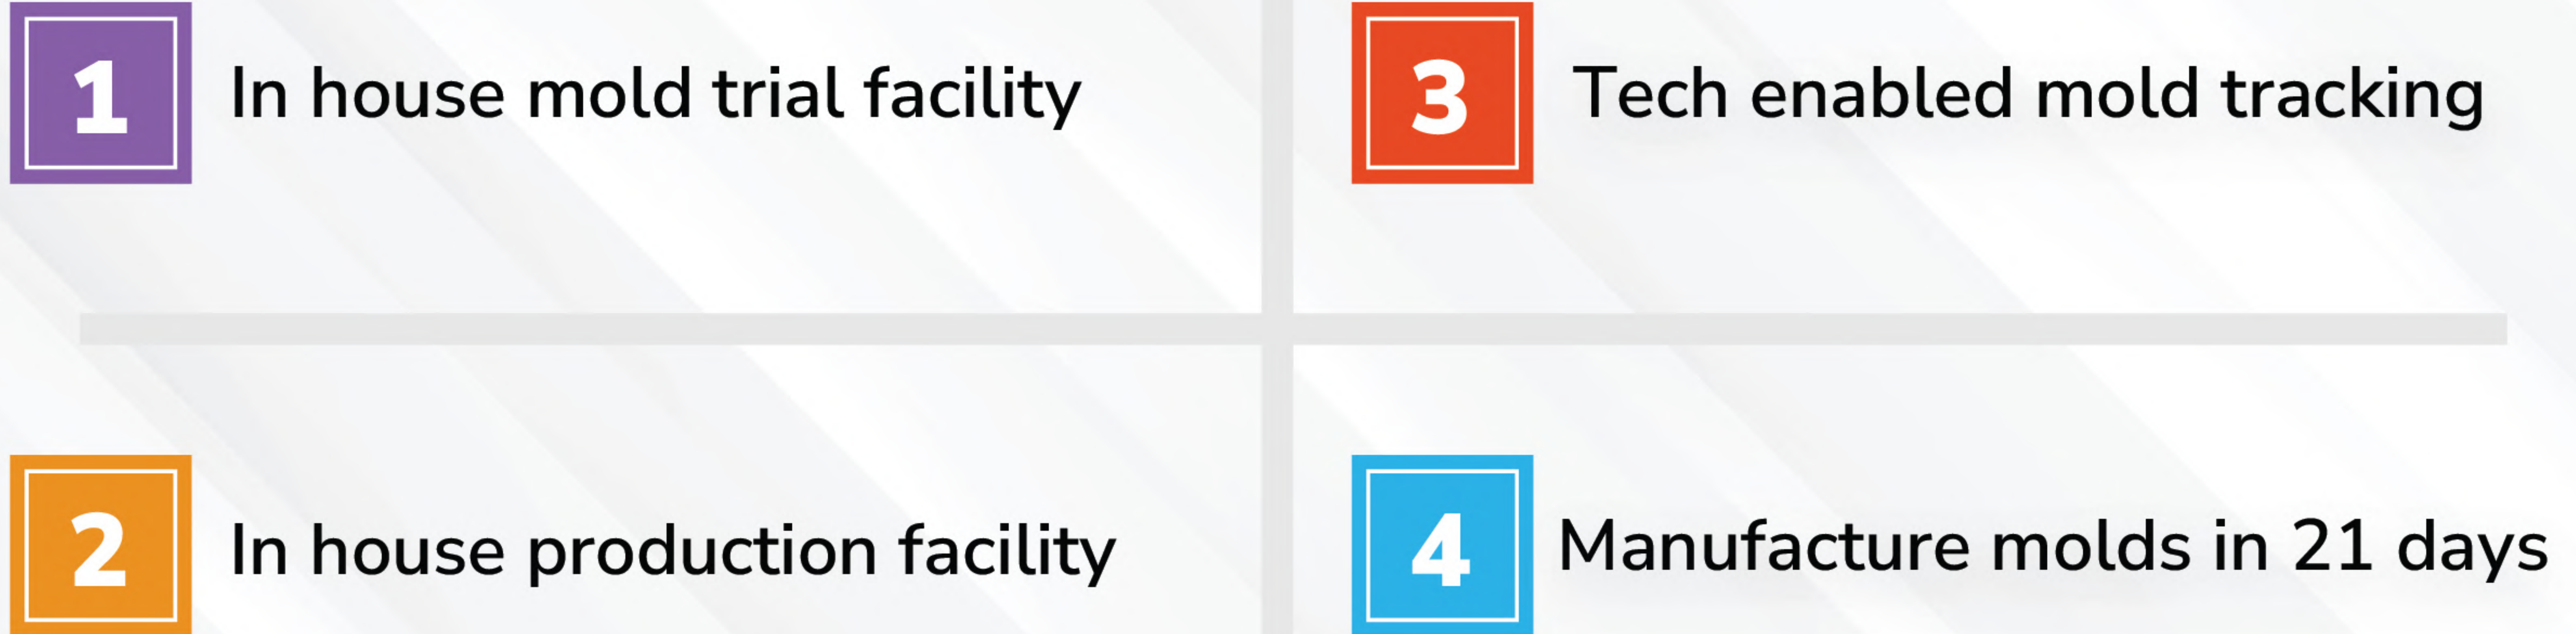 1
In house mold trial facility
2
In house production facility
3
Tech enabled mold tracking
4
Manufacture molds in 21 days